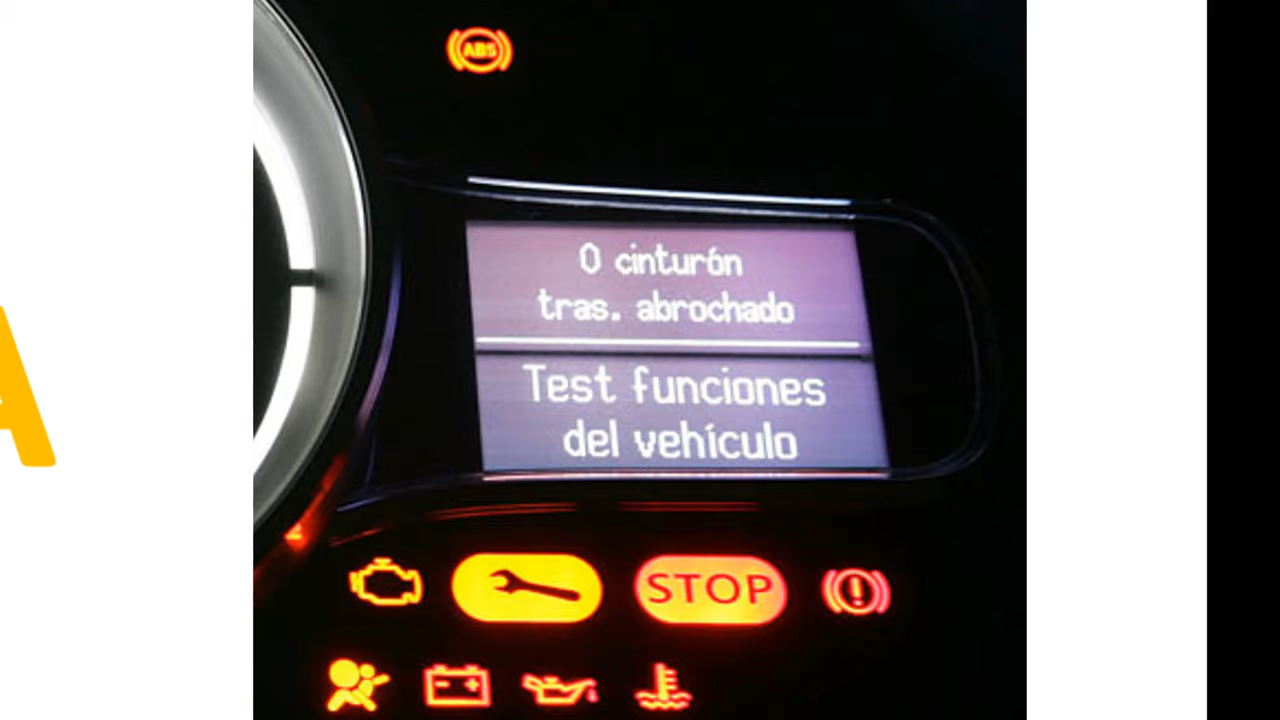 ABS
0 cinturón
tras. abrochado
Test funciones
del vehículo
STOP
A